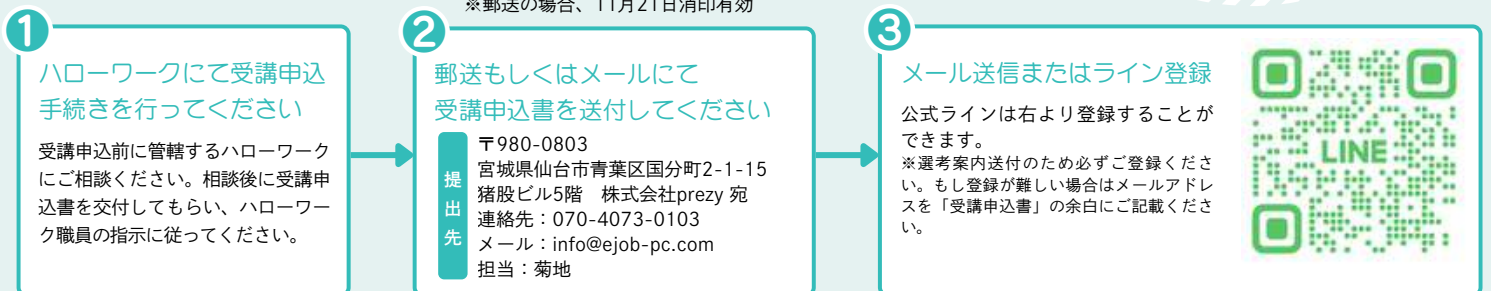 ※郵送の場合、11月21日消印有効
1
ハローワークにて受講申込
手続きを行ってください
受講申込前に管轄するハローワーク
にご相談ください。相談後に受講申
込書を交付してもらい、ハローワー
ク職員の指示に従ってください。
2
郵送もしくはメールにて
受講申込書を送付してください
提出先
〒980-0803
宮城県仙台市青葉区国分町2-1-15
猪股ビル5階　株式会社prezy 宛
連絡先：070-4073-0103
メール：info@ejob-pc.com
担当：菊地
3
メール送信またはライン登録
公式ラインは右より登録することが
できます。
※選考案内送付のため必ずご登録くださ
い。もし登録が難しい場合はメールアドレ
スを「受講申込書」の余白にご記載くださ
い。
LINE